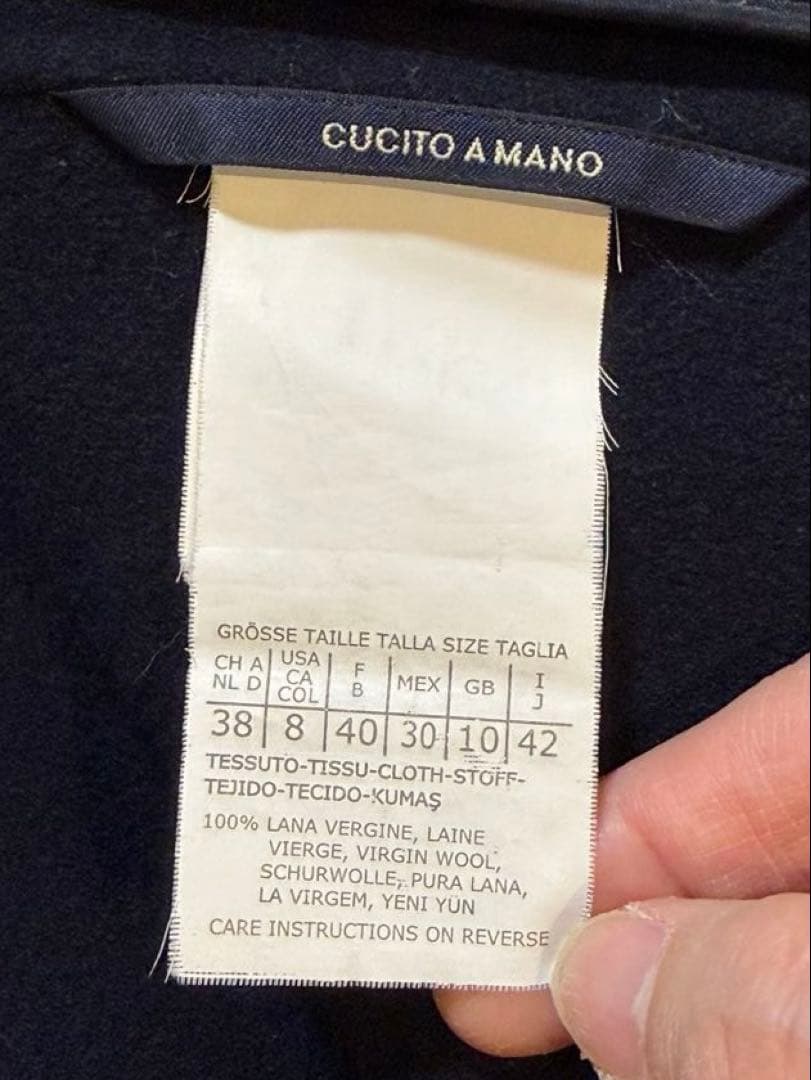 CUCITO A MANO
GRÖSSE TAILLE TALLA SIZE TAGLIA
CH A NL D | USA CA COL | F B | MEX | GB | I J
38 | 8 | 40 | 30 | 10 | 42
TESSUTO-TISSU-CLOTH-STOFF-
TEJIDO-TECIDO-KUMAŞ
100% LANA VERGINE, LAINE
VIERGE, VIRGIN WOOL,
SCHURWOLLE, PURA LANA,
LA VIRGEM, YENI YÜN
CARE INSTRUCTIONS ON REVERSE